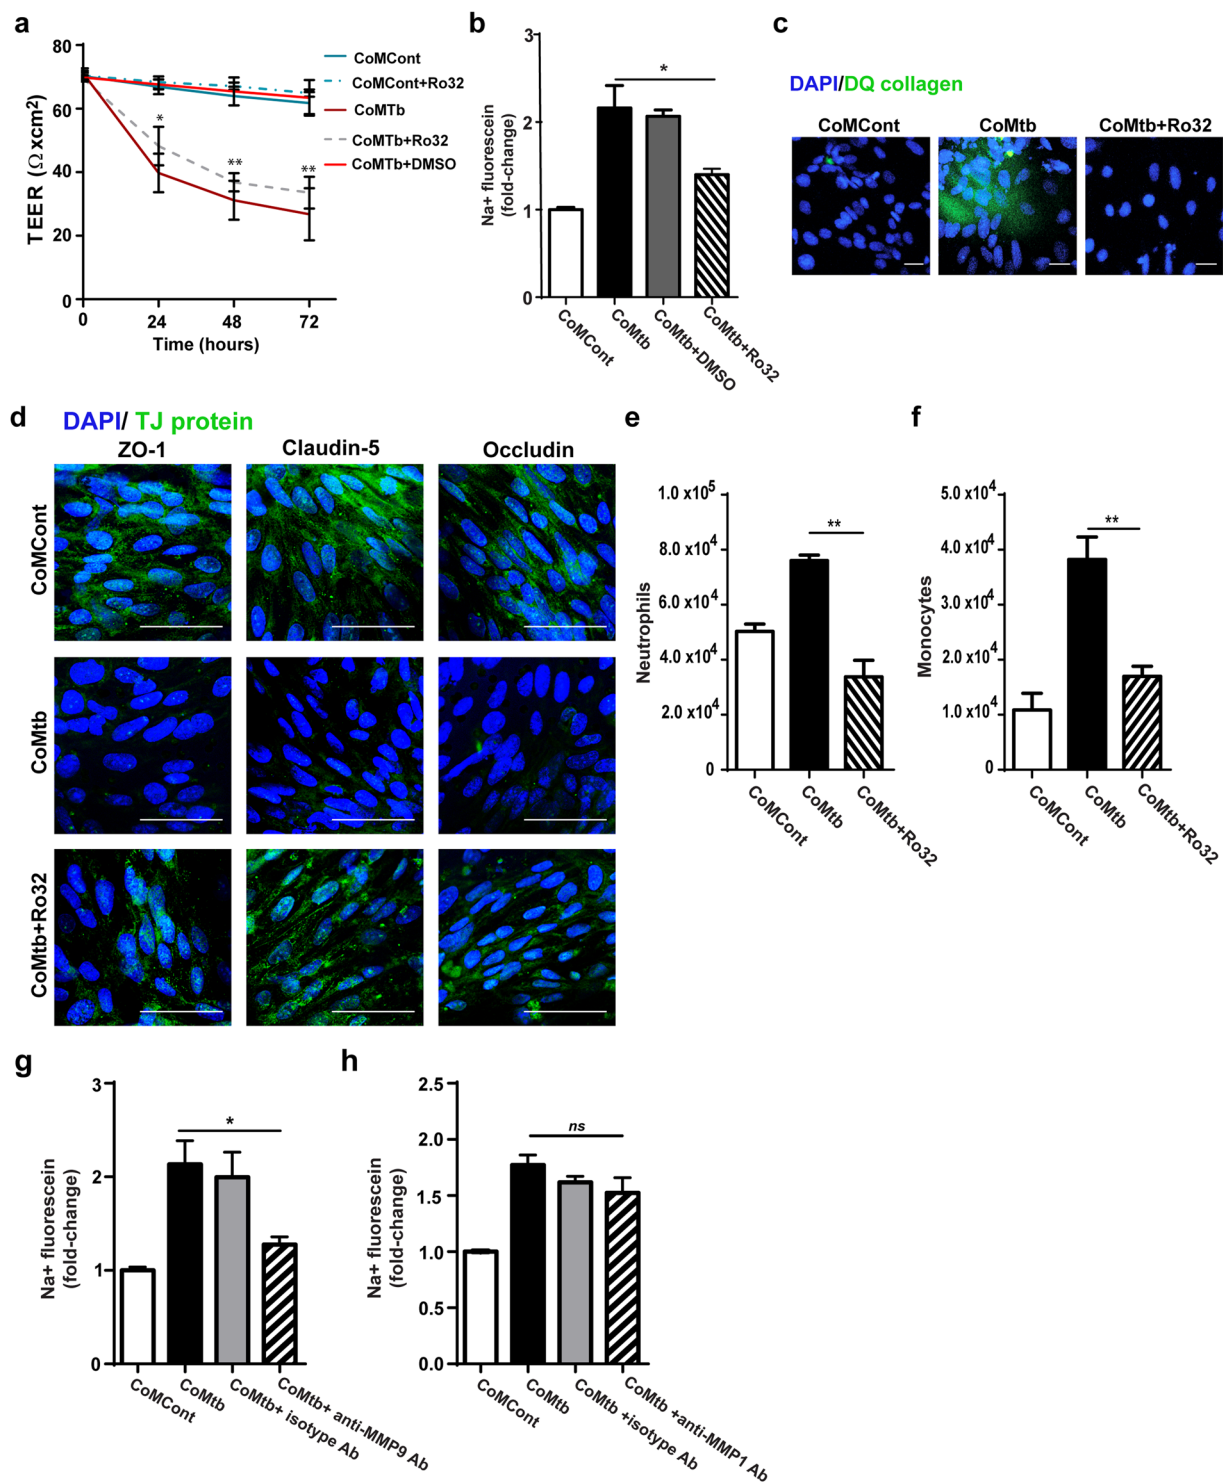 a
80
60
40
20
0
TEER (Ωxcm2)
0
24
48
72
Time (hours)
*
**
**
CoMCont
CoMCont+Ro32
CoMTb
CoMTb+Ro32
CoMTb+DMSO
b
3
2
1
0
Na+ fluorescein
(fold-change)
*
CoMCont
CoMtb
CoMtb+DMSO
CoMtb+Ro32
c
DAPI/DQ collagen
CoMCont
CoMtb
CoMtb+Ro32
d
DAPI/ TJ protein
ZO-1
Claudin-5
Occludin
CoMCont
CoMtb
CoMtb+Ro32
e
1.0 x10⁵
8.0 x10⁴
6.0 x10⁴
4.0 x10⁴
2.0 x10⁴
0
Neutrophils
**
CoMCont
CoMtb
CoMtb+Ro32
f
5.0 x10⁴
4.0 x10⁴
3.0 x10⁴
2.0 x10⁴
1.0 x10⁴
0
Monocytes
**
CoMCont
CoMtb
CoMtb+Ro32
g
3
2
1
0
Na+ fluorescein
(fold-change)
*
CoMCont
CoMtb
CoMtb+ isotype Ab
CoMtb+ anti-MMP9 Ab
h
2.5
2.0
1.5
1.0
0.5
0.0
Na+ fluorescein
(fold-change)
ns
CoMCont
CoMtb
CoMtb +isotype Ab
CoMtb +anti-MMP1 Ab